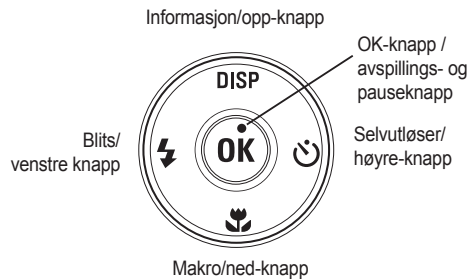 Informasjon/opp-knapp
OK-knapp /
avspillings- og
pauseknapp
DISP
Blits/
venstre knapp
OK
Selvutløser/
høyre-knapp
Makro/ned-knapp